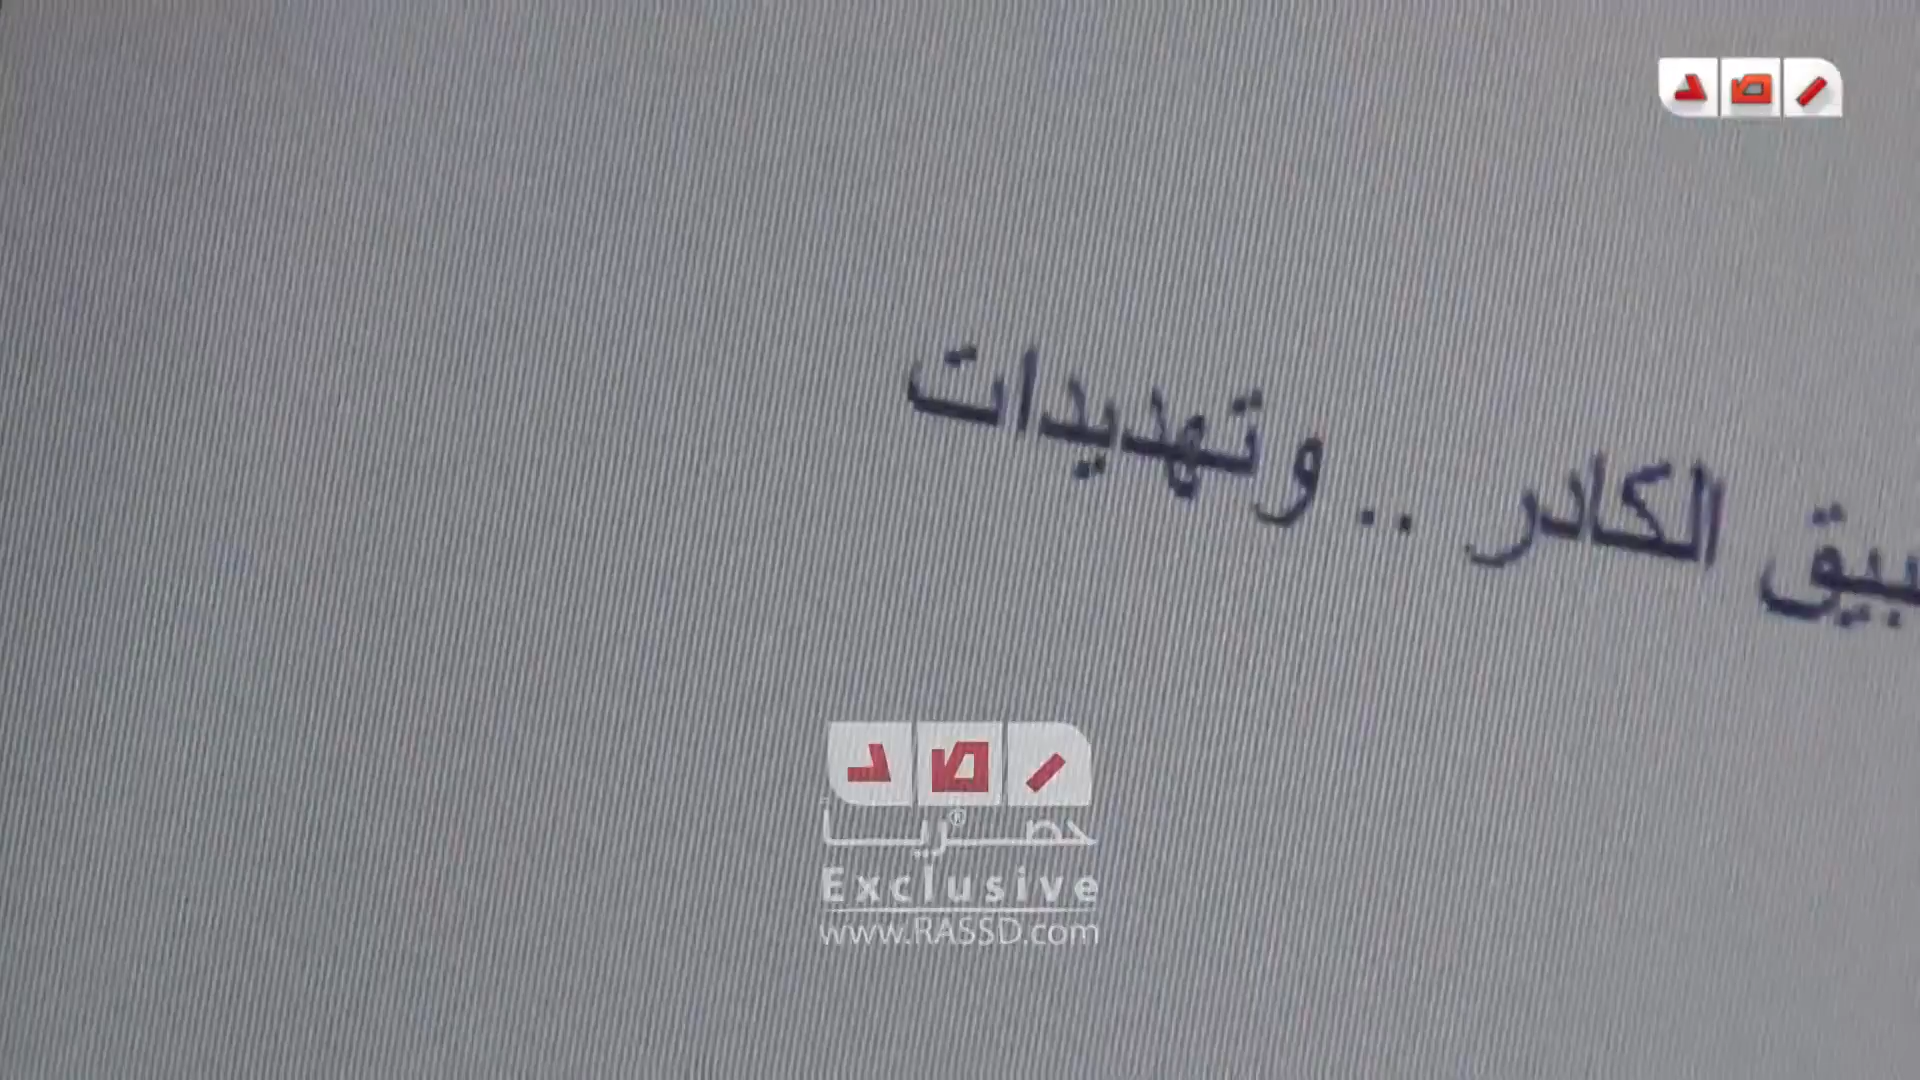 رصد
بيق الكادر .. وتهديدات
رصد
حصرياً
Exclusive
www.RASSD.com